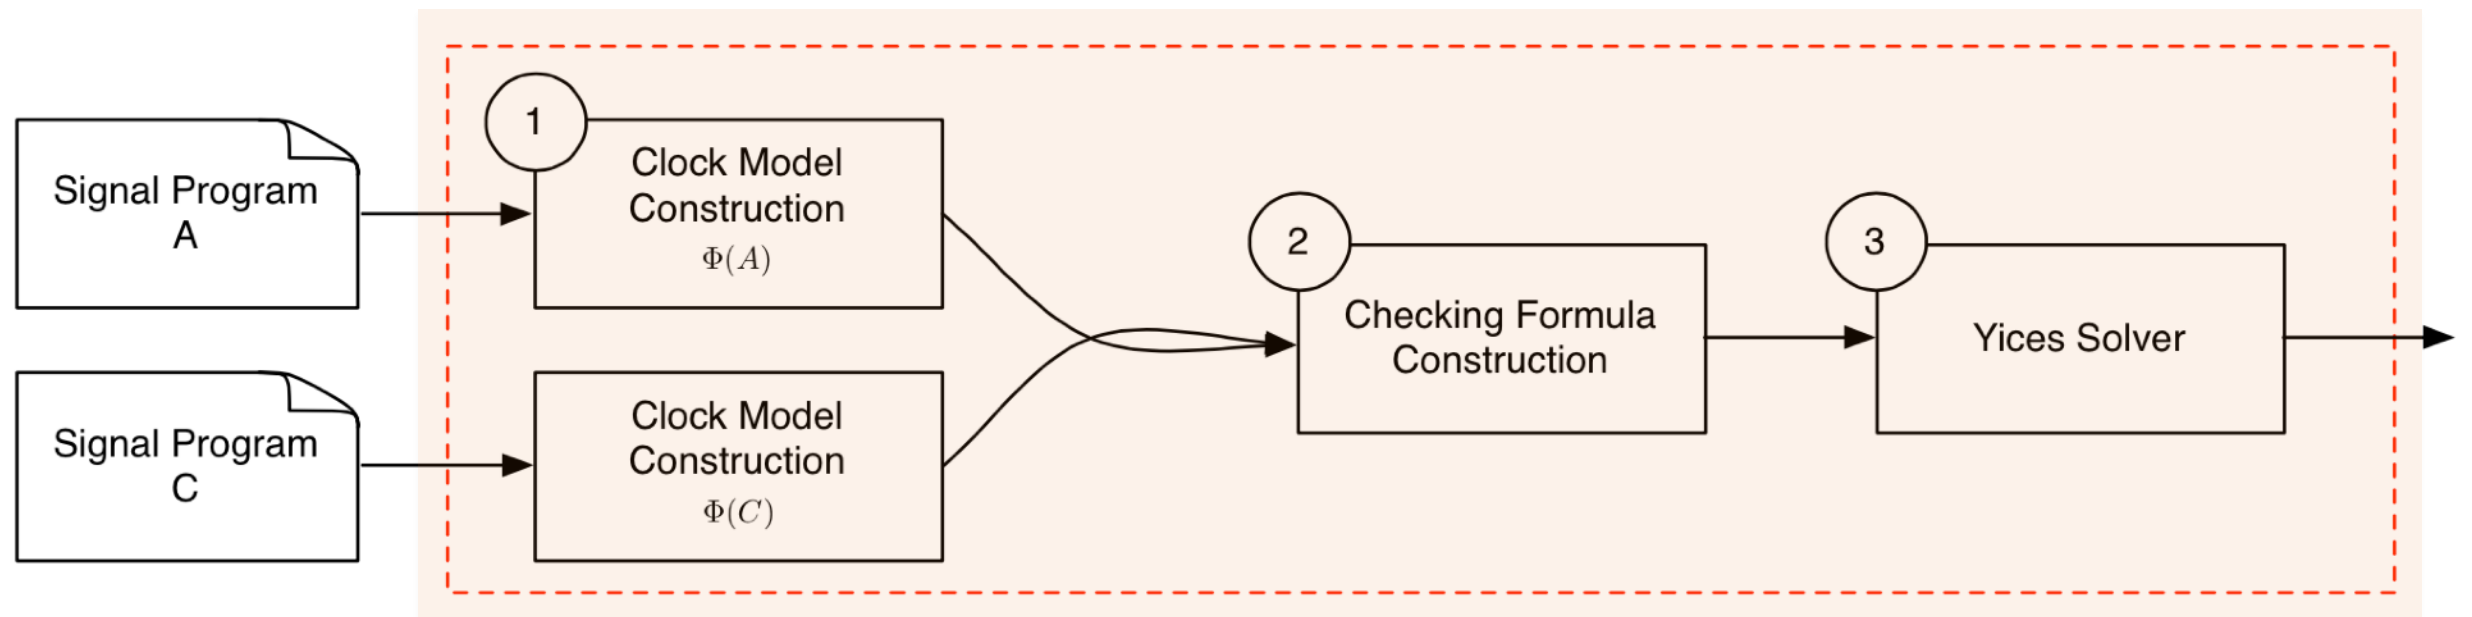 Signal Program
A
1
Clock Model
Construction
Φ(A)
Signal Program
C
Clock Model
Construction
Φ(C)
2
Checking Formula
Construction
3
Yices Solver